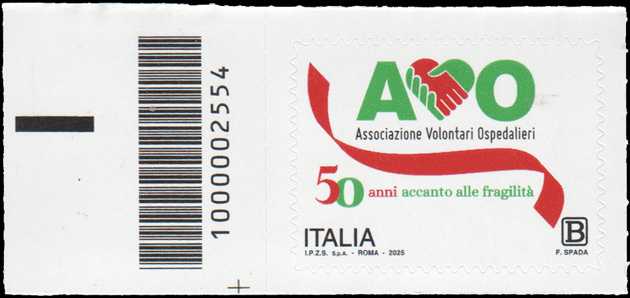 1000002554
AVO
Associazione Volontari Ospedalieri
50 anni accanto alle fragilità
ITALIA
B
I.P.Z.S. S.p.A. - ROMA - 2025
F. SPADA